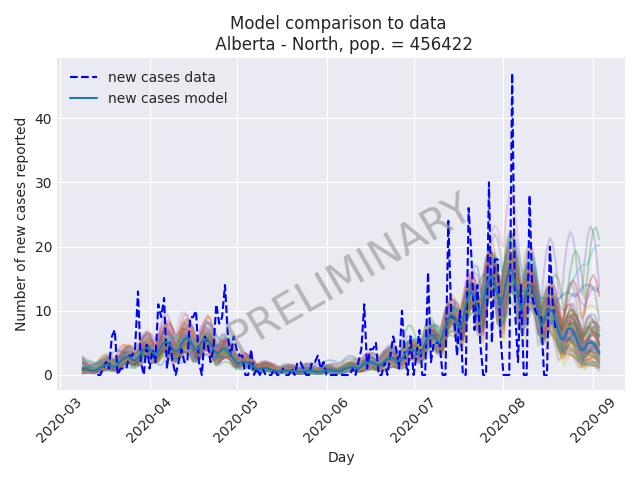 Model comparison to data
Alberta - North, pop. = 456422
new cases data
new cases model
PRELIMINARY
Number of new cases reported
40
30
20
10
0
2020-03
2020-04
2020-05
2020-06
2020-07
2020-08
2020-09
Day